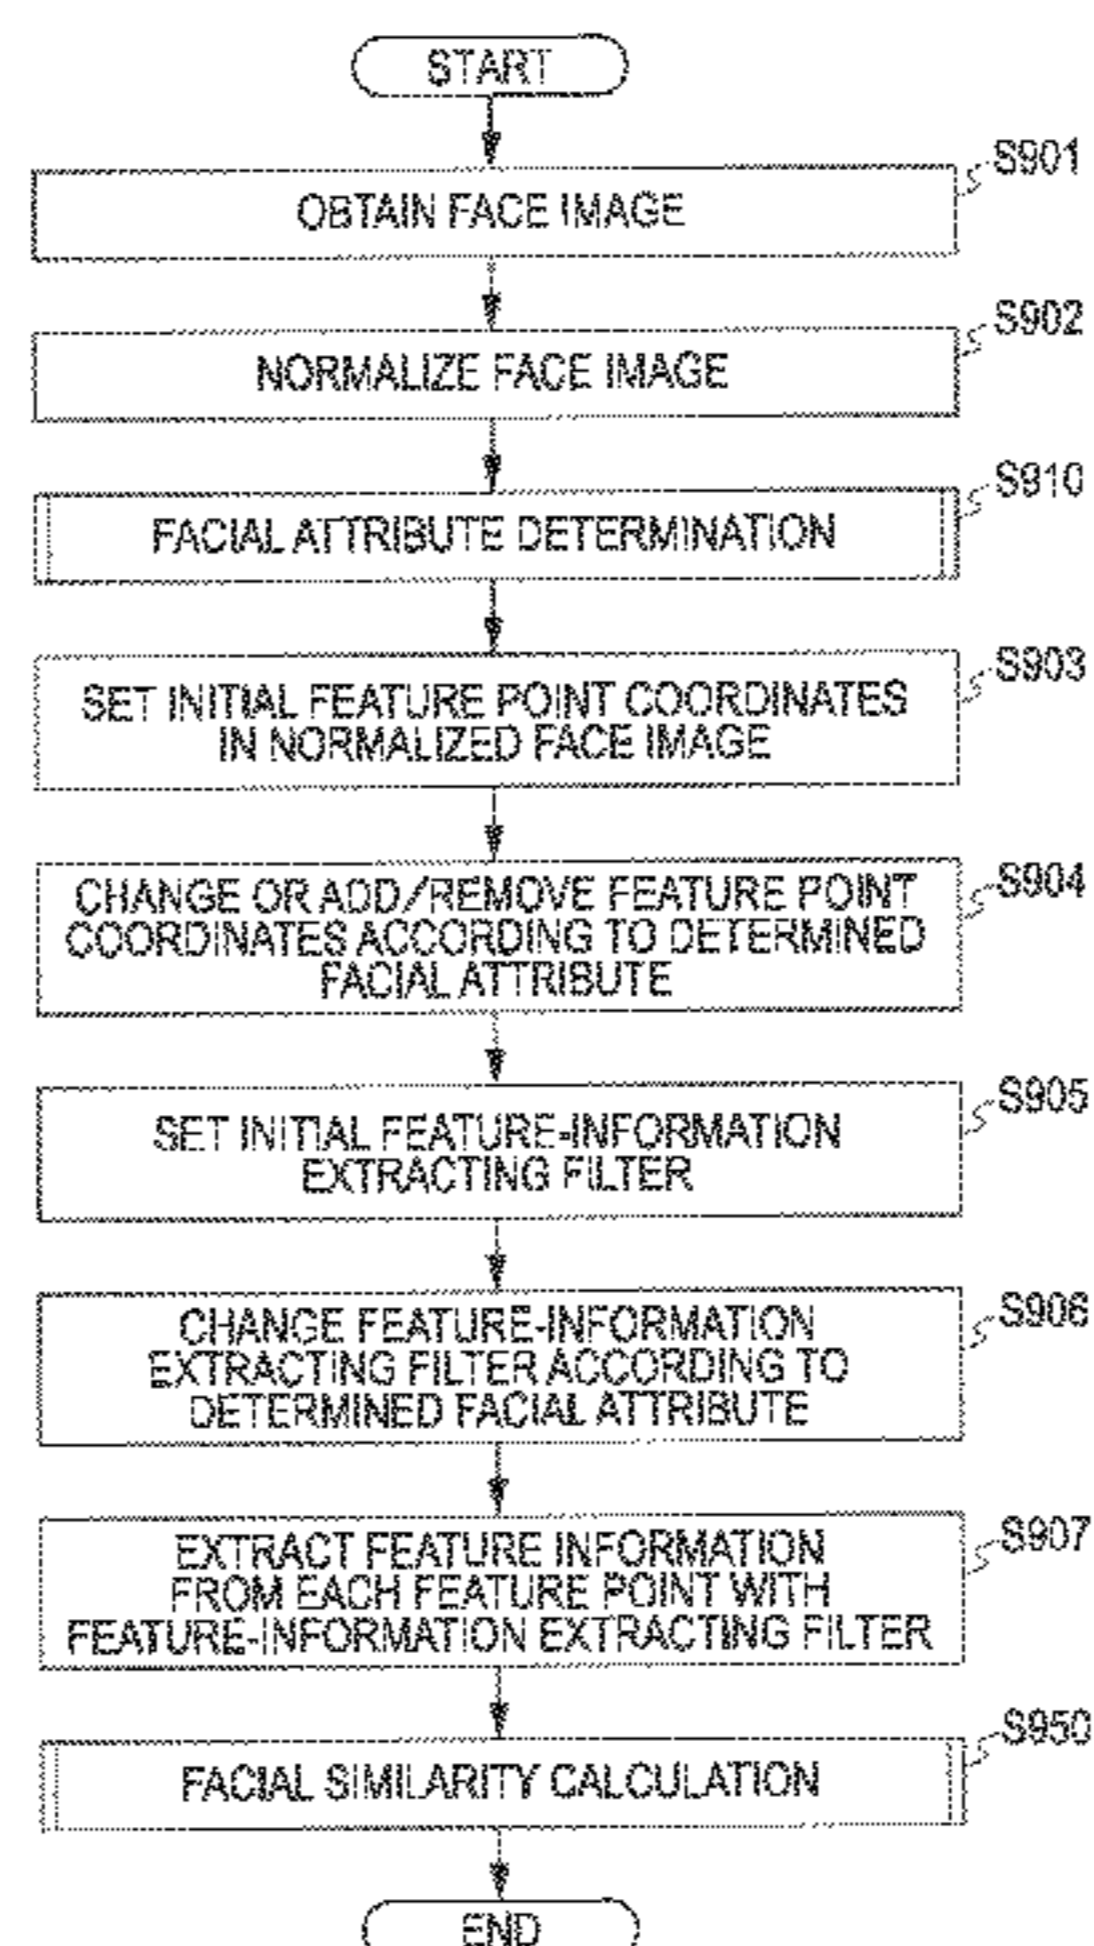 START
OBTAIN FACE IMAGE
S901
NORMALIZE FACE IMAGE
S902
FACIAL ATTRIBUTE DETERMINATION
S910
SET INITIAL FEATURE POINT COORDINATES
IN NORMALIZED FACE IMAGE
S903
CHANGE OR ADD/REMOVE FEATURE POINT
COORDINATES ACCORDING TO DETERMINED
FACIAL ATTRIBUTE
S904
SET INITIAL FEATURE-INFORMATION
EXTRACTING FILTER
S905
CHANGE FEATURE-INFORMATION
EXTRACTING FILTER ACCORDING TO
DETERMINED FACIAL ATTRIBUTE
S906
EXTRACT FEATURE INFORMATION
FROM EACH FEATURE POINT WITH
FEATURE-INFORMATION EXTRACTING FILTER
S907
FACIAL SIMILARITY CALCULATION
S950
END